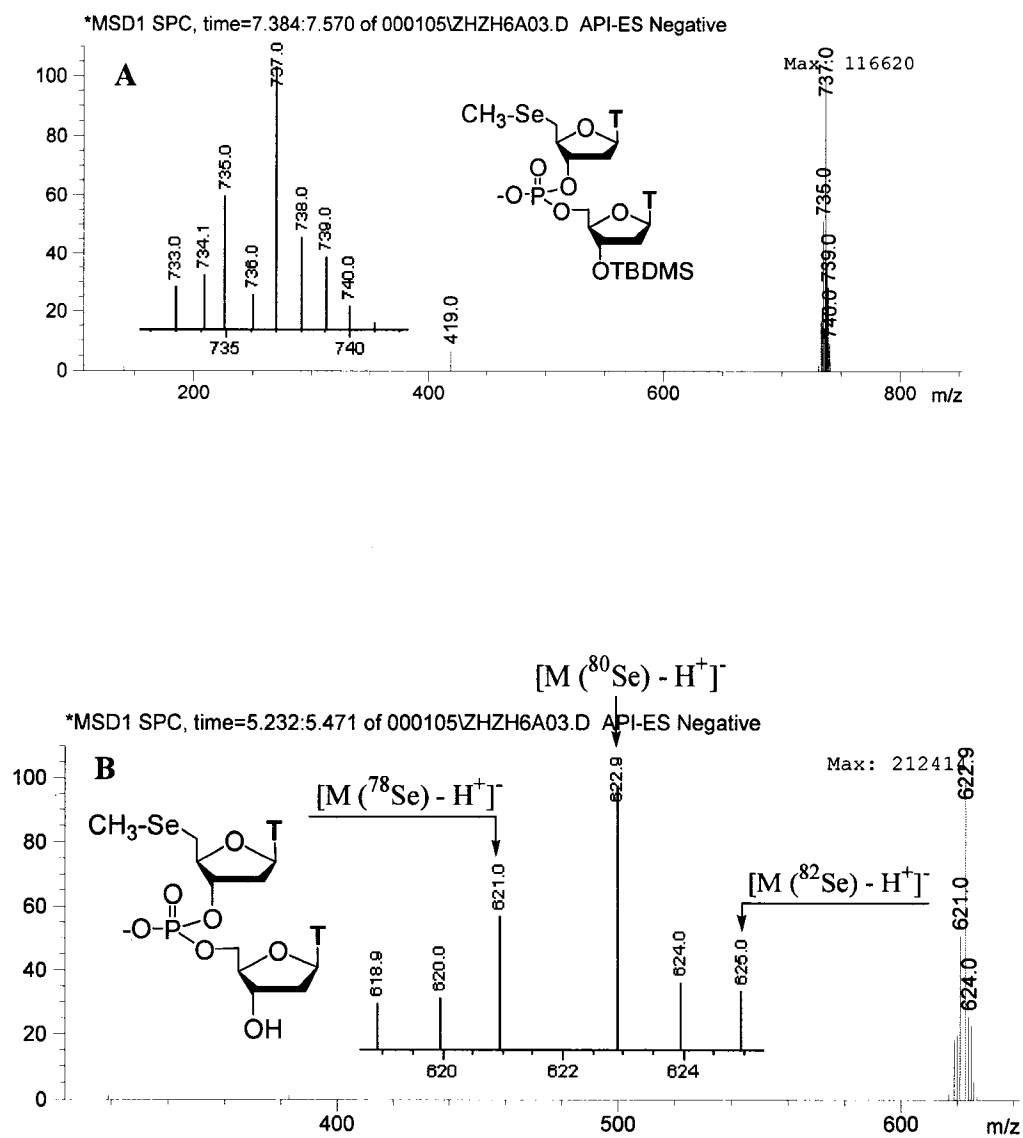 *MSD1 SPC, time=7.384:7.570 of 000105\ZHZH6A03.D API-ES Negative
A
Max: 116620
100
80
60
40
20
0
733.0
734.1
735.0
736.0
737.0
738.0
739.0
740.0
735
740
CH3-Se
O
T
O
-O-P
O
O
O
T
OTBDMS
419.0
737.0
735.0
739.0
740.0
200
400
600
800
m/z
[M (80Se) - H+]-
*MSD1 SPC, time=5.232:5.471 of 000105\ZHZH6A03.D API-ES Negative
B
Max: 21241
100
80
60
40
20
0
[M (78Se) - H+]-
[M (82Se) - H+]-
CH3-Se
O
T
O
-O-P
O
O
O
T
OH
618.9
620.0
621.0
622.9
624.0
625.0
620
622
624
622.9
621.0
624.0
400
500
600
m/z